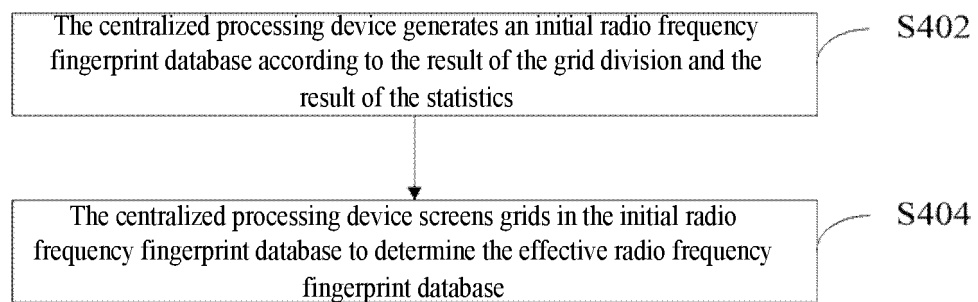 The centralized processing device generates an initial radio frequency
fingerprint database according to the result of the grid division and the
result of the statistics
S402
The centralized processing device screens grids in the initial radio
frequency fingerprint database to determine the effective radio frequency
fingerprint database
S404